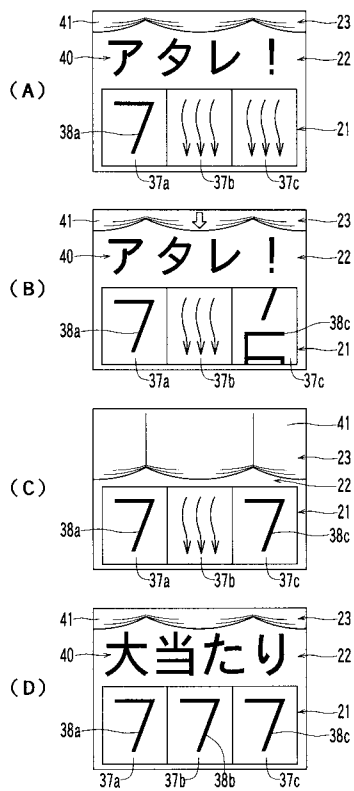 41 23
40 アタレ! 22
(A)
38a 7 21
37a 37b 37c
41 23
40 アタレ! 22
(B)
38a 7 6 38c 21
37a 37b 37c
41
23
(C)
22
38a 7 7 21 38c
37a 37b 37c
41 23
40 大当たり 22
(D)
38a 7 7 7 21 38c
37a 37b 38b 37c